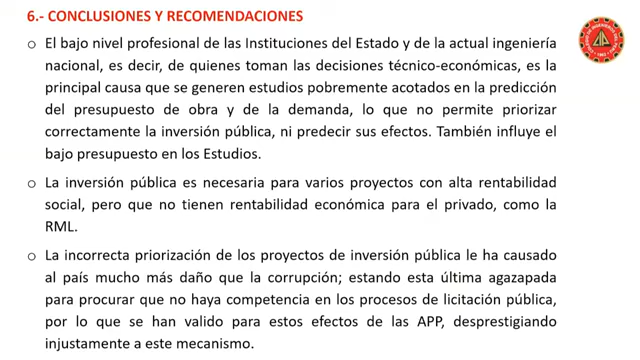 6.- CONCLUSIONES Y RECOMENDACIONES
o El bajo nivel profesional de las Instituciones del Estado y de la actual ingeniería
nacional, es decir, de quienes toman las decisiones técnico-económicas, es la
principal causa que se generen estudios pobremente acotados en la predicción
del presupuesto de obra y de la demanda, lo que no permite priorizar
correctamente la inversión pública, ni predecir sus efectos. También influye el
bajo presupuesto en los Estudios.
o La inversión pública es necesaria para varios proyectos con alta rentabilidad
social, pero que no tienen rentabilidad económica para el privado, como la
RML.
o La incorrecta priorización de los proyectos de inversión pública le ha causado
al país mucho más daño que la corrupción; estando esta última agazapada
para procurar que no haya competencia en los procesos de licitación pública,
por lo que se han valido para estos efectos de las APP, desprestigiando
injustamente a este mecanismo.